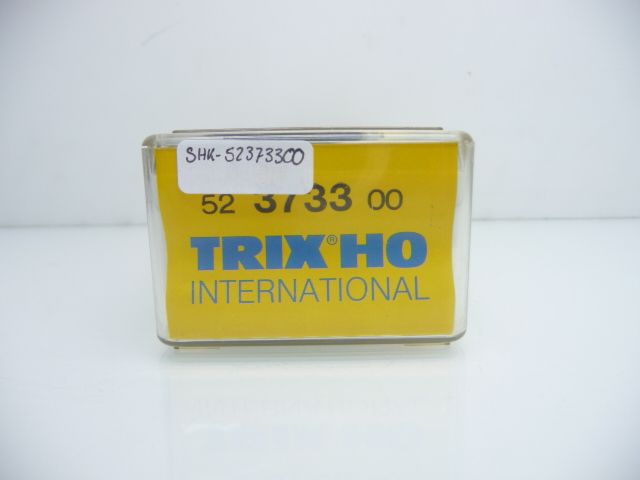 SHK-52373300
52 3733 00
TRIX® HO
INTERNATIONAL